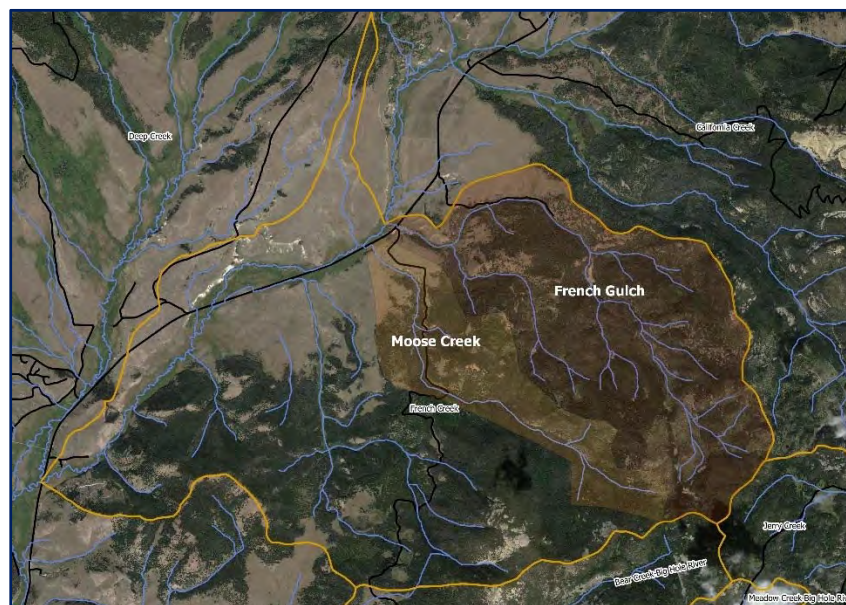 Deep Creek
California Creek
French Gulch
Moose Creek
French Creek
Jerry Creek
Bear Creek-Big Hole River
Meadow Creek-Big Hole Riv